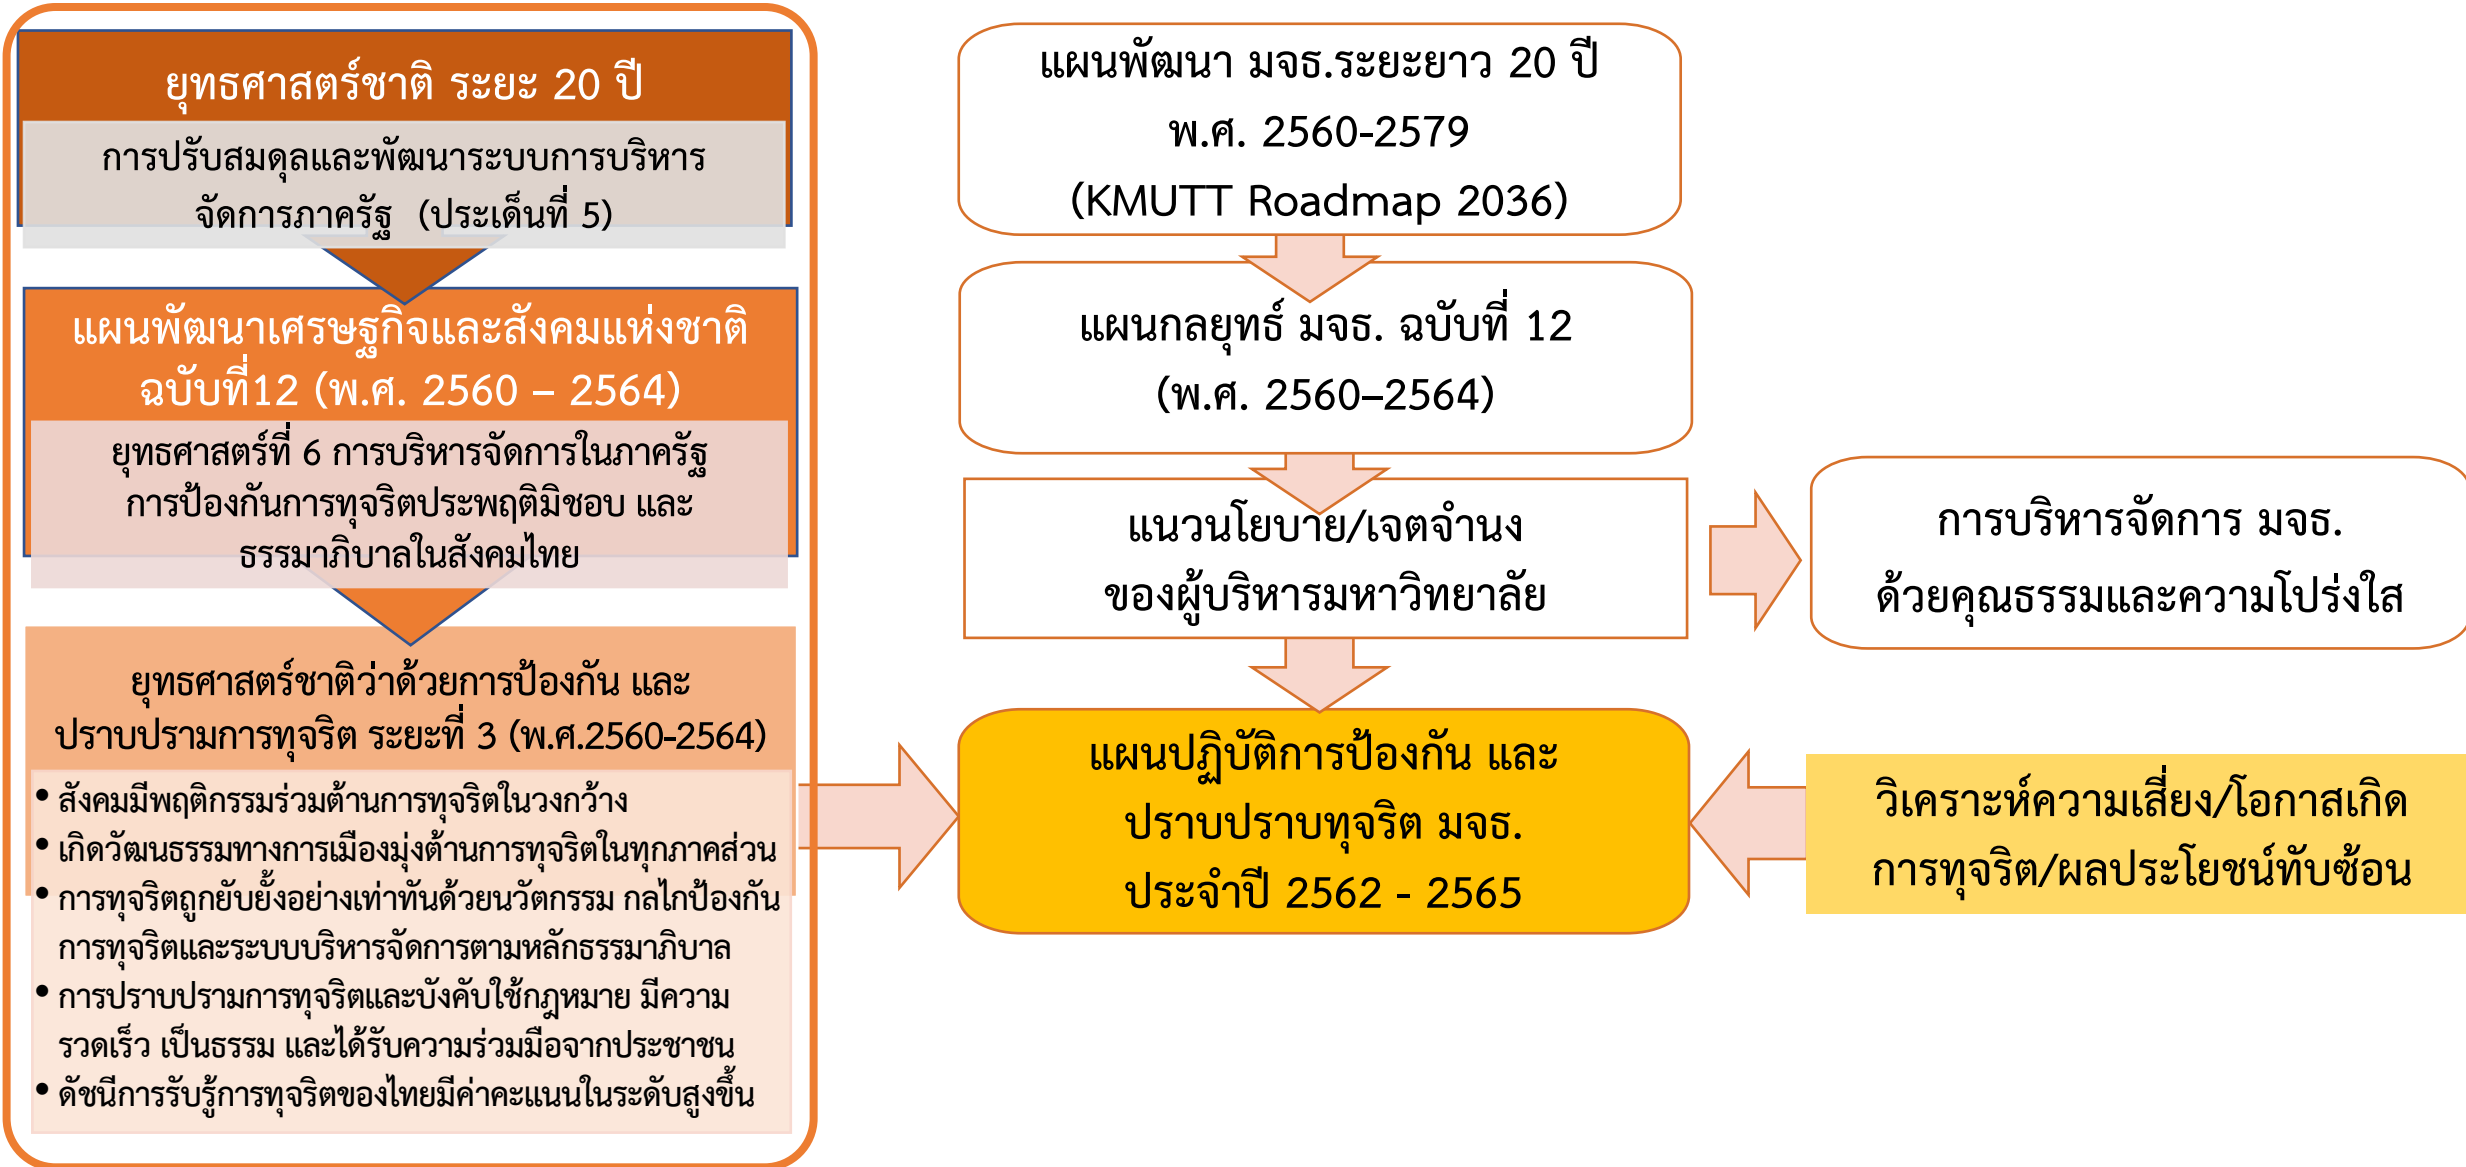 ยุทธศาสตร์ชาติ ระยะ 20 ปี
การปรับสมดุลและพัฒนาระบบการบริหาร
จัดการภาครัฐ (ประเด็นที่ 5)
แผนพัฒนาเศรษฐกิจและสังคมแห่งชาติ
ฉบับที่12 (พ.ศ. 2560 – 2564)
ยุทธศาสตร์ที่ 6 การบริหารจัดการในภาครัฐ
การป้องกันการทุจริตประพฤติมิชอบ และ
ธรรมาภิบาลในสังคมไทย
ยุทธศาสตร์ชาติว่าด้วยการป้องกัน และ
ปราบปรามการทุจริต ระยะที่ 3 (พ.ศ.2560-2564)
• สังคมมีพฤติกรรมร่วมต้านการทุจริตในวงกว้าง
• เกิดวัฒนธรรมทางการเมืองมุ่งต้านการทุจริตในทุกภาคส่วน
• การทุจริตถูกยับยั้งอย่างเท่าทันด้วยนวัตกรรม กลไกป้องกัน
การทุจริตและระบบบริหารจัดการตามหลักธรรมาภิบาล
• การปราบปรามการทุจริตและบังคับใช้กฎหมาย มีความ
รวดเร็ว เป็นธรรม และได้รับความร่วมมือจากประชาชน
• ดัชนีการรับรู้การทุจริตของไทยมีค่าคะแนนในระดับสูงขึ้น
แผนพัฒนา มจธ.ระยะยาว 20 ปี
พ.ศ. 2560-2579
(KMUTT Roadmap 2036)
แผนกลยุทธ์ มจธ. ฉบับที่ 12
(พ.ศ. 2560–2564)
แนวนโยบาย/เจตจำนง
ของผู้บริหารมหาวิทยาลัย
แผนปฏิบัติการป้องกัน และ
ปราบปราบทุจริต มจธ.
ประจำปี 2562 - 2565
การบริหารจัดการ มจธ.
ด้วยคุณธรรมและความโปร่งใส
วิเคราะห์ความเสี่ยง/โอกาสเกิด
การทุจริต/ผลประโยชน์ทับซ้อน